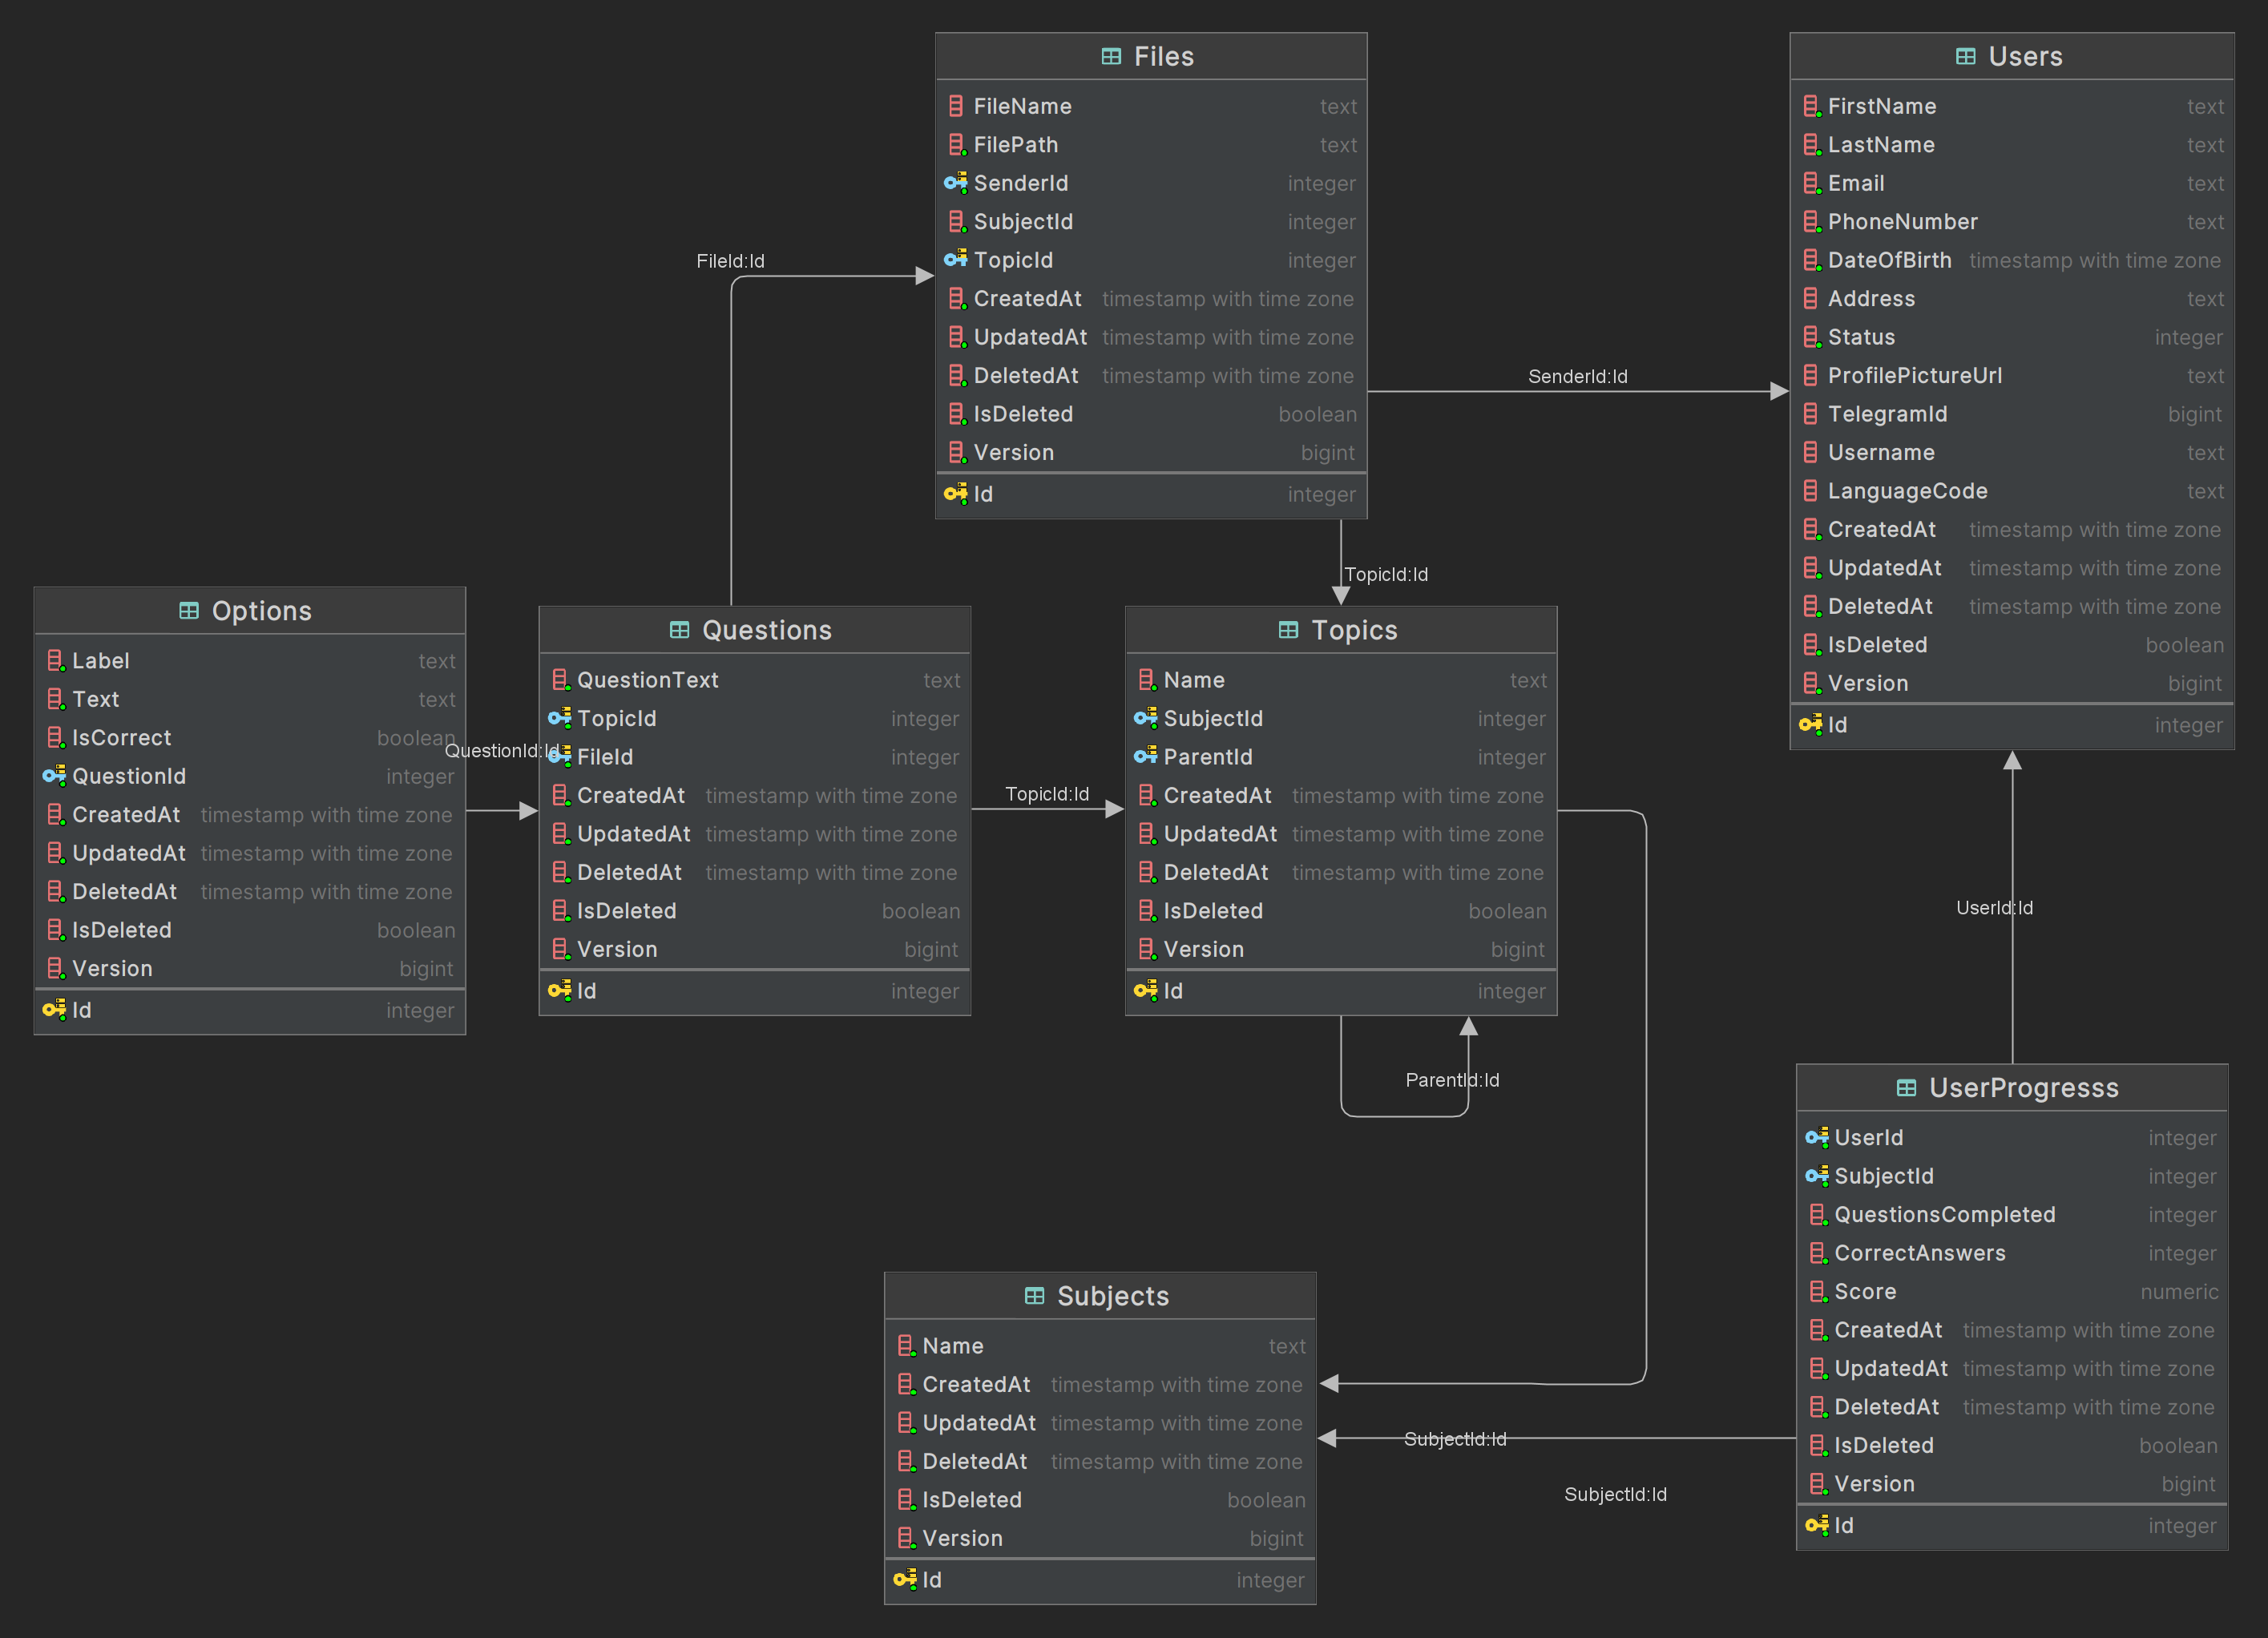 Files
FileName text
FilePath text
SenderId integer
SubjectId integer
TopicId integer
CreatedAt timestamp with time zone
UpdatedAt timestamp with time zone
DeletedAt timestamp with time zone
IsDeleted boolean
Version bigint
Id integer
Users
FirstName text
LastName text
Email text
PhoneNumber text
DateOfBirth timestamp with time zone
Address text
Status integer
ProfilePictureUrl text
TelegramId bigint
Username text
LanguageCode text
CreatedAt timestamp with time zone
UpdatedAt timestamp with time zone
DeletedAt timestamp with time zone
IsDeleted boolean
Version bigint
Id integer
FileId:Id
SenderId:Id
TopicId:Id
Options
Label text
Text text
IsCorrect boolean
QuestionId integer
CreatedAt timestamp with time zone
UpdatedAt timestamp with time zone
DeletedAt timestamp with time zone
IsDeleted boolean
Version bigint
Id integer
QuestionId:Id
Questions
QuestionText text
TopicId integer
FileId integer
CreatedAt timestamp with time zone
UpdatedAt timestamp with time zone
DeletedAt timestamp with time zone
IsDeleted boolean
Version bigint
Id integer
TopicId:Id
Topics
Name text
SubjectId integer
ParentId integer
CreatedAt timestamp with time zone
UpdatedAt timestamp with time zone
DeletedAt timestamp with time zone
IsDeleted boolean
Version bigint
Id integer
ParentId:Id
UserId:Id
UserProgresss
UserId integer
SubjectId integer
QuestionsCompleted integer
CorrectAnswers integer
Score numeric
CreatedAt timestamp with time zone
UpdatedAt timestamp with time zone
DeletedAt timestamp with time zone
IsDeleted boolean
Version bigint
Id integer
Subjects
Name text
CreatedAt timestamp with time zone
UpdatedAt timestamp with time zone
DeletedAt timestamp with time zone
IsDeleted boolean
Version bigint
Id integer
SubjectId:Id
SubjectId:Id